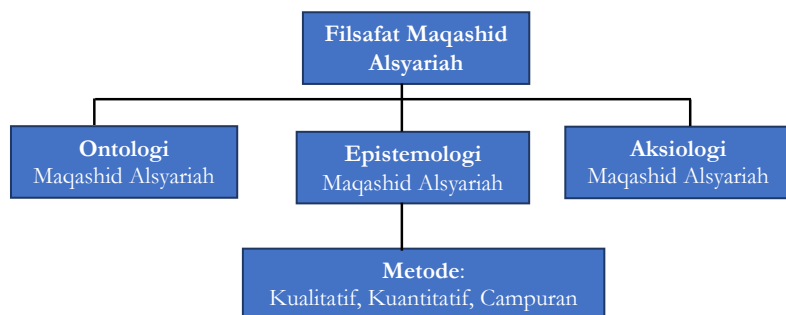 Filsafat Maqashid
Alsyariah
Ontologi
Maqashid Alsyariah
Epistemologi
Maqashid Alsyariah
Aksiologi
Maqashid Alsyariah
Metode:
Kualitatif, Kuantitatif, Campuran